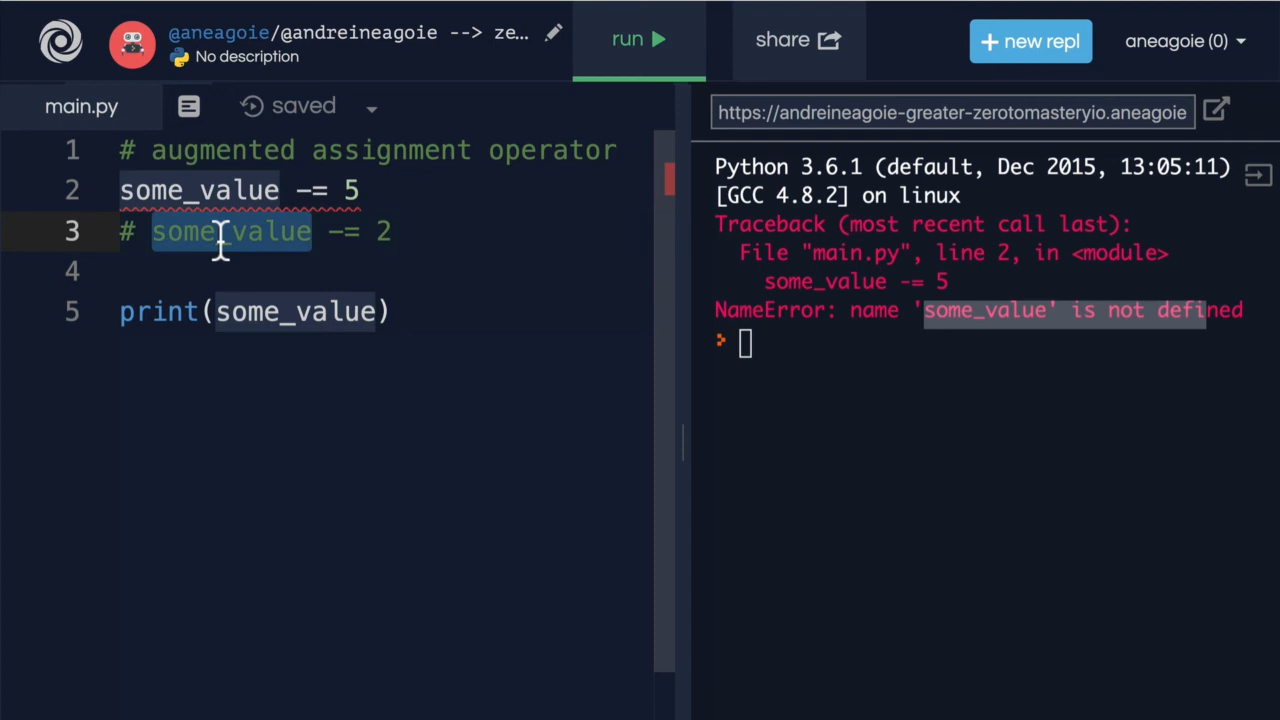 @aneagoie/@andreineagoie --> ze...
No description
run
share
+ new repl
aneagoie (0)
main.py
saved
https://andreineagoie-greater-zerotomasteryio.aneagoie
1 # augmented assignment operator
2 some_value -= 5
3 # some_value -= 2
4
5 print(some_value)
Python 3.6.1 (default, Dec 2015, 13:05:11)
[GCC 4.8.2] on linux
Traceback (most recent call last):
File "main.py", line 2, in <module>
some_value -= 5
NameError: name 'some_value' is not defined